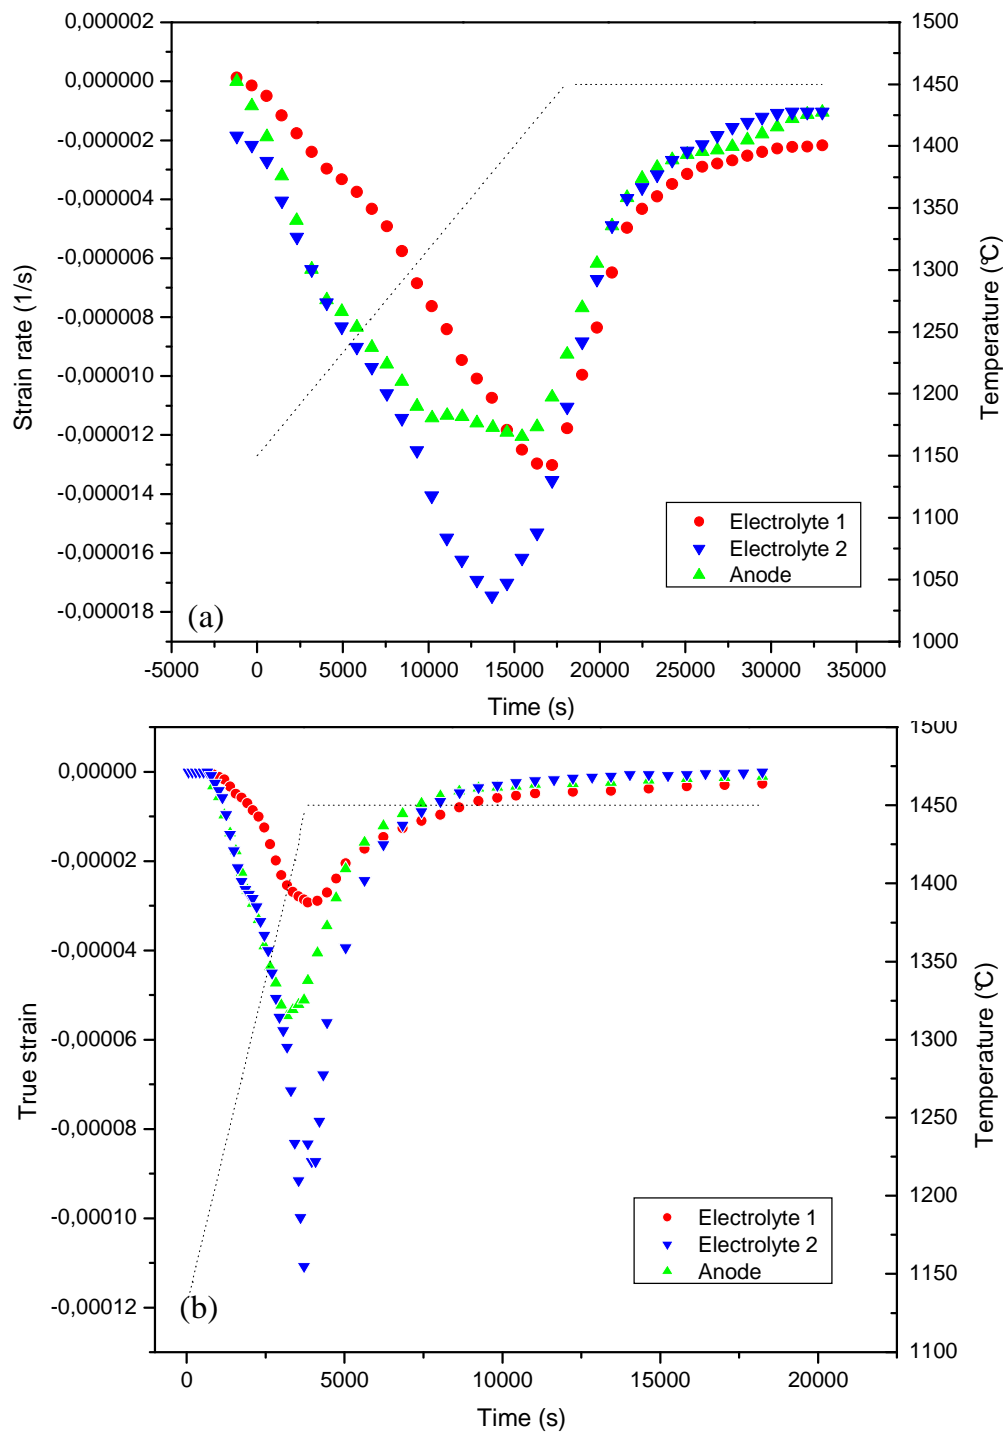 0,000002
0,000000
-0,000002
-0,000004
-0,000006
-0,000008
-0,000010
-0,000012
-0,000014
-0,000016
-0,000018
Strain rate (1/s)
1500
1450
1400
1350
1300
1250
1200
1150
1100
1050
1000
Temperature (°C)
Electrolyte 1
Electrolyte 2
Anode
(a)
-5000 0 5000 10000 15000 20000 25000 30000 35000
Time (s)
0,00000
-0,00002
-0,00004
-0,00006
-0,00008
-0,00010
-0,00012
True strain
1500
1450
1400
1350
1300
1250
1200
1150
1100
Temperature (°C)
Electrolyte 1
Electrolyte 2
Anode
(b)
0 5000 10000 15000 20000
Time (s)